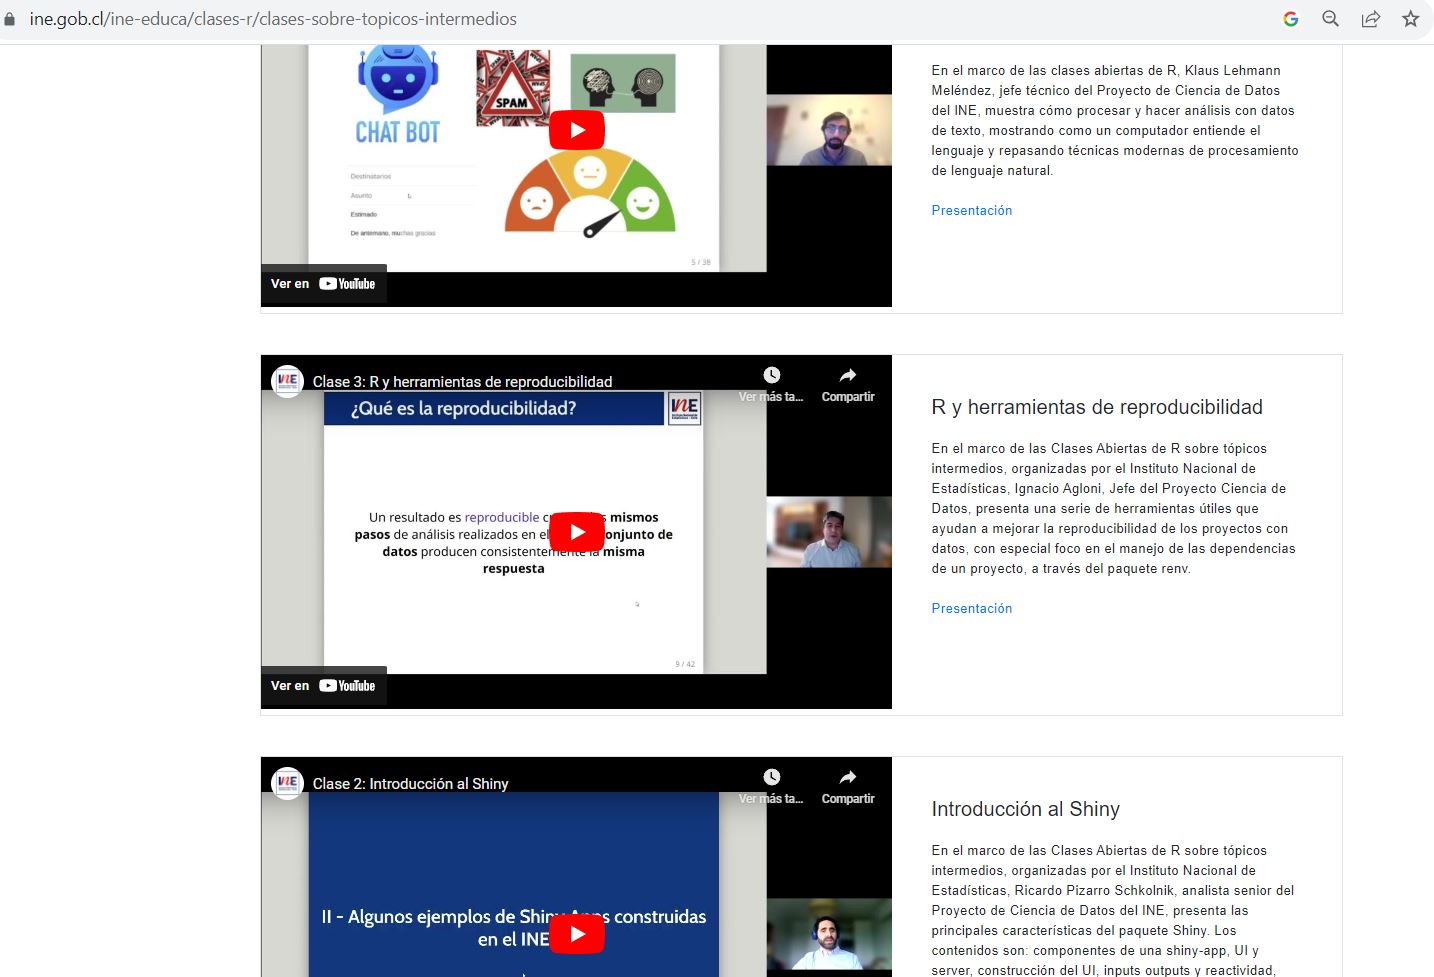 ine.gob.cl/ine-educa/clases-r/clases-sobre-topicos-intermedios
CHAT BOT
SPAM
Destinatarios
Asunto
Estimado
De antemano, muchas gracias
5 / 38
Ver en YouTube
En el marco de las clases abiertas de R, Klaus Lehmann
Meléndez, jefe técnico del Proyecto de Ciencia de Datos
del INE, muestra cómo procesar y hacer análisis con datos
de texto, mostrando como un computador entiende el
lenguaje y repasando técnicas modernas de procesamiento
de lenguaje natural.
Presentación
INE
Clase 3: R y herramientas de reproducibilidad
Ver más ta...
Compartir
¿Qué es la reproducibilidad?
INE
Un resultado es reproducible mismos
pasos de análisis realizados en el conjunto de
datos producen consistentemente la misma
respuesta
9 / 42
Ver en YouTube
R y herramientas de reproducibilidad
En el marco de las Clases Abiertas de R sobre tópicos
intermedios, organizadas por el Instituto Nacional de
Estadísticas, Ignacio Agloni, Jefe del Proyecto Ciencia de
Datos, presenta una serie de herramientas útiles que
ayudan a mejorar la reproducibilidad de los proyectos con
datos, con especial foco en el manejo de las dependencias
de un proyecto, a través del paquete renv.
Presentación
INE
Clase 2: Introducción al Shiny
Ver más ta...
Compartir
II - Algunos ejemplos de Shiny Apps construidas
en el INE
Introducción al Shiny
En el marco de las Clases Abiertas de R sobre tópicos
intermedios, organizadas por el Instituto Nacional de
Estadísticas, Ricardo Pizarro Schkolnik, analista senior del
Proyecto de Ciencia de Datos del INE, presenta las
principales características del paquete Shiny. Los
contenidos son: componentes de una shiny-app, UI y
server, construcción del UI, inputs outputs y reactividad,